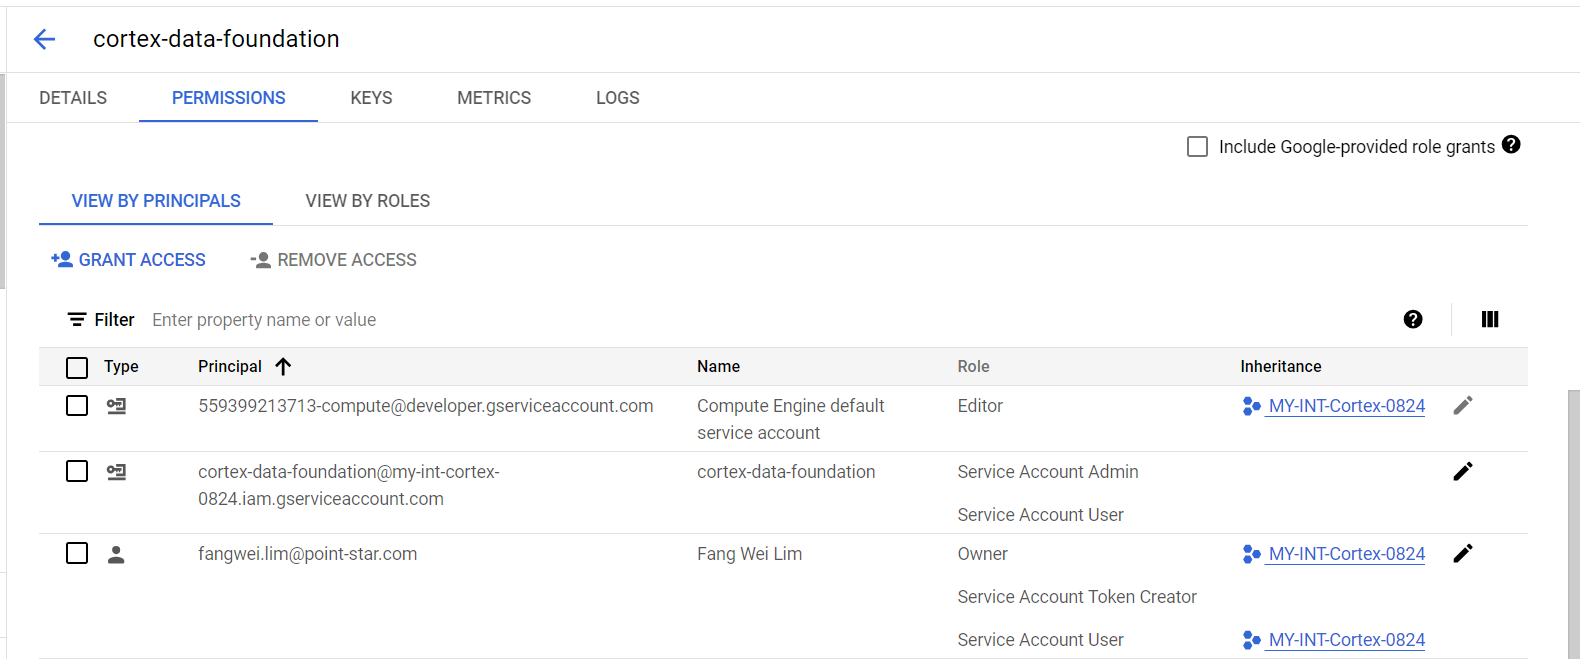 cortex-data-foundation
DETAILS PERMISSIONS KEYS METRICS LOGS
Include Google-provided role grants
VIEW BY PRINCIPALS VIEW BY ROLES
GRANT ACCESS REMOVE ACCESS
Filter Enter property name or value
Type Principal Name Role Inheritance
559399213713-compute@developer.gserviceaccount.com Compute Engine default Editor MY-INT-Cortex-0824
service account
cortex-data-foundation@my-int-cortex- cortex-data-foundation Service Account Admin
0824.iam.gserviceaccount.com
Service Account User
fangwei.lim@point-star.com Fang Wei Lim Owner MY-INT-Cortex-0824
Service Account Token Creator
Service Account User MY-INT-Cortex-0824